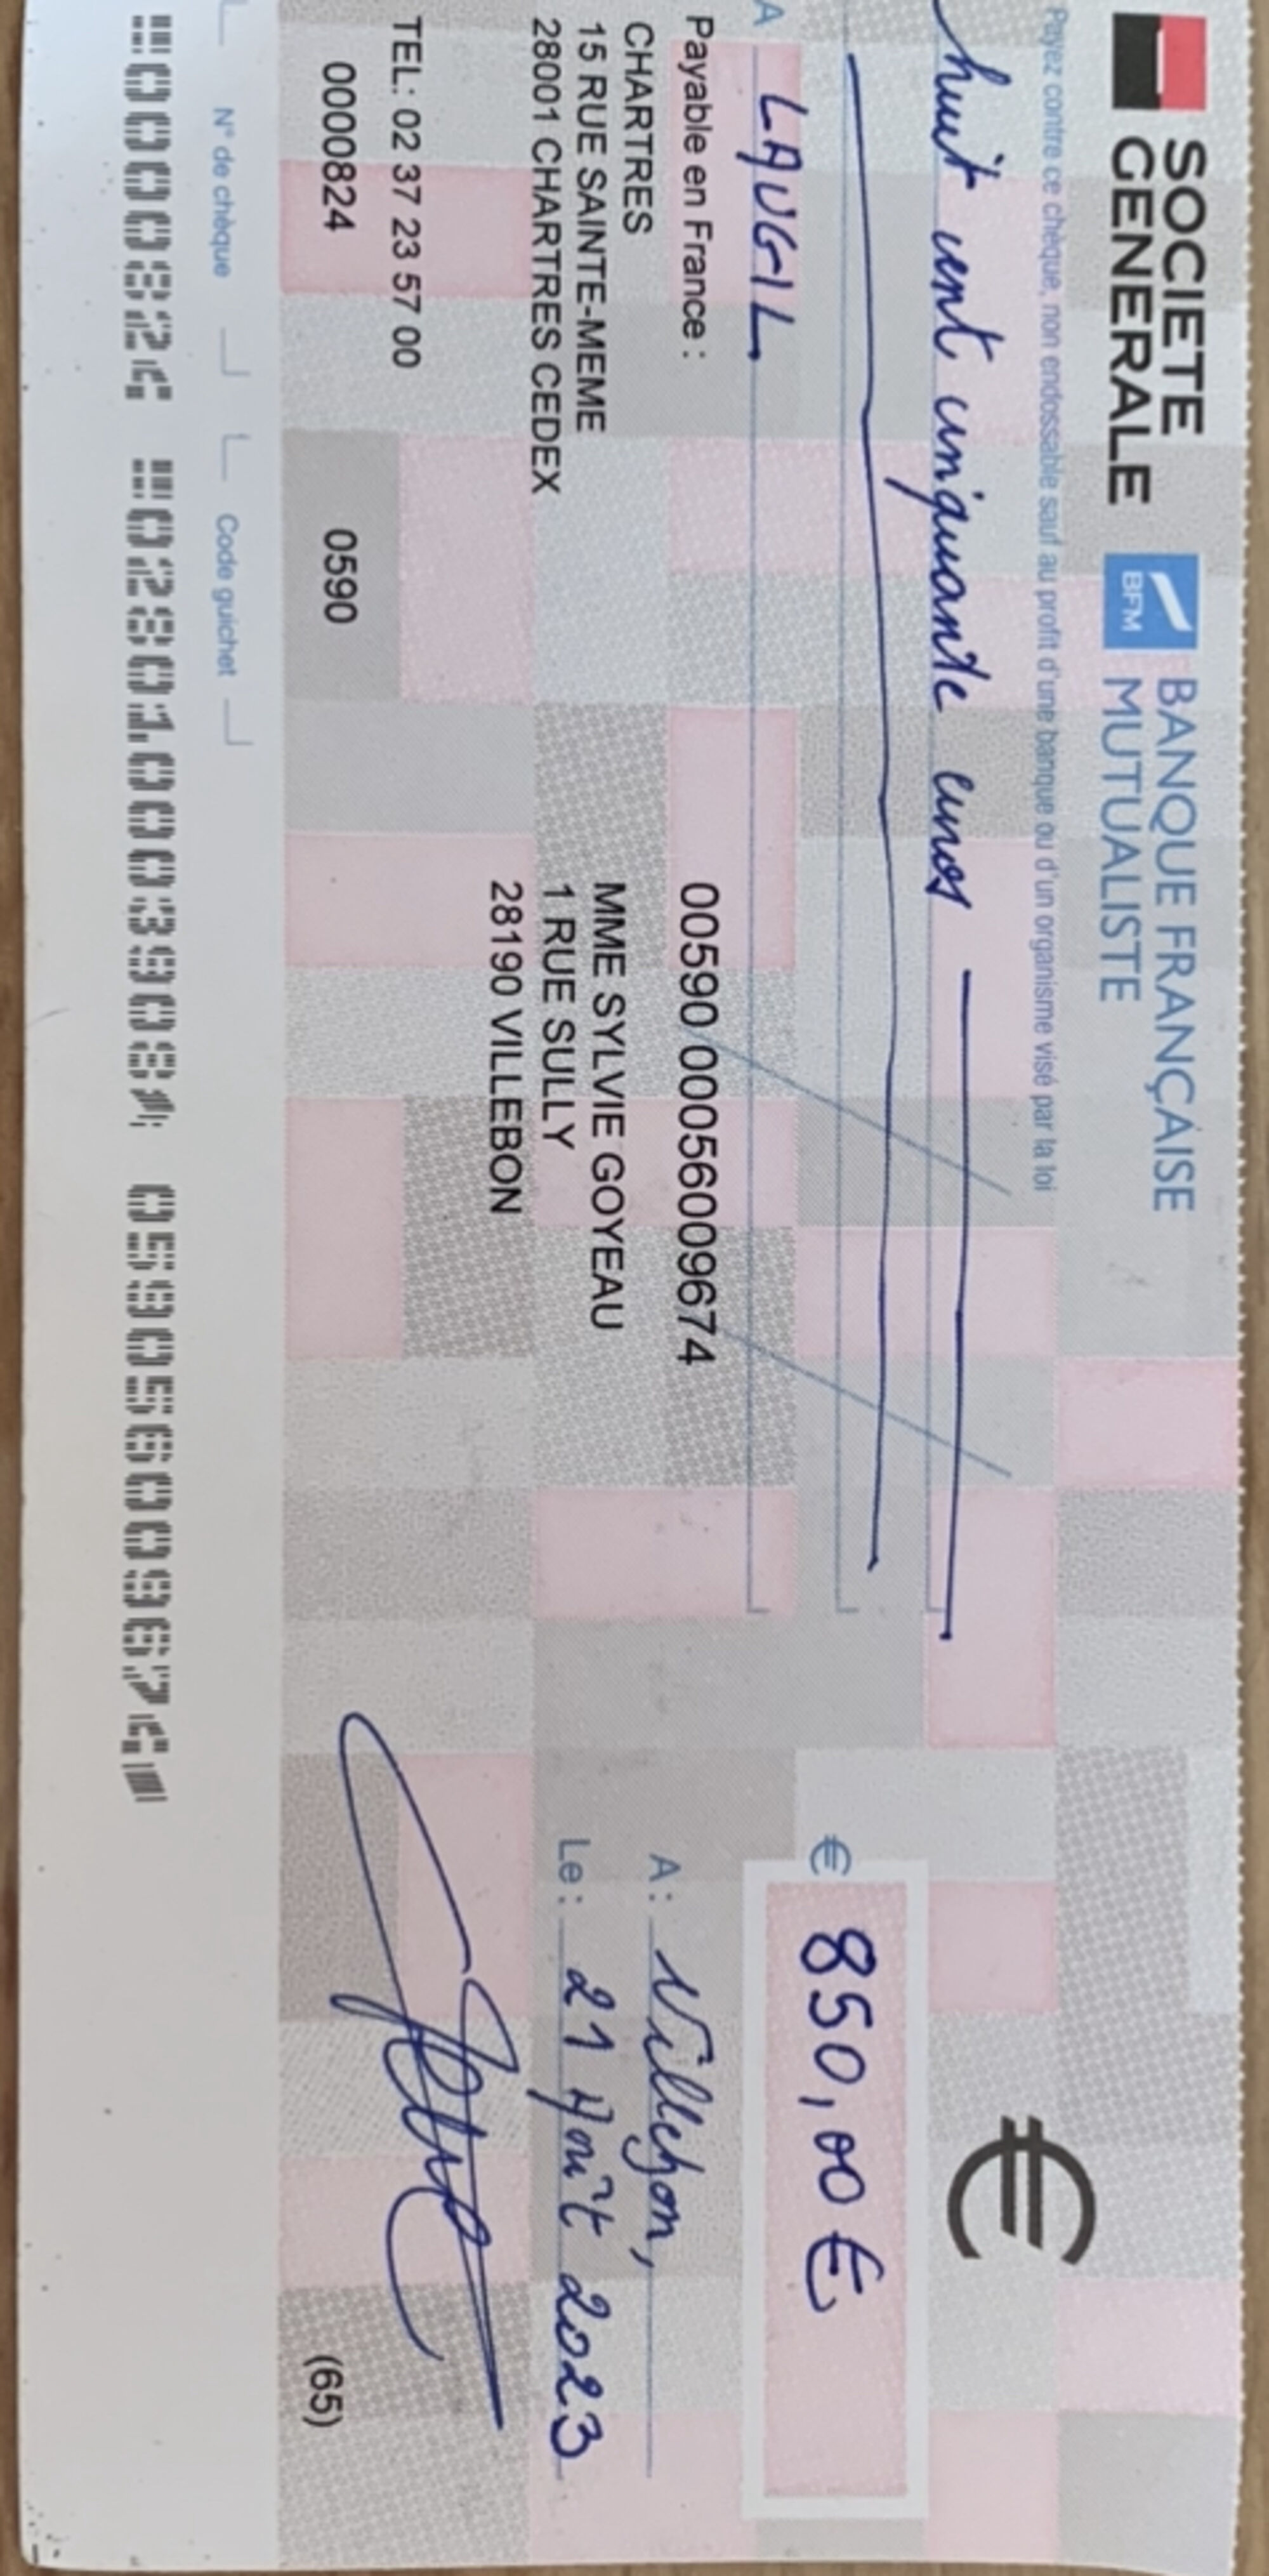 SOCIETE
GENERALE
BFM
BANQUE FRANÇAISE
MUTUALISTE
€
Payez contre ce chèque, non endossable sauf au profit d'une banque ou d'un organisme visé par la loi
huit cent cinquante euros
€ 850,00 €
A LAUGIL
Payable en France :
CHARTRES
15 RUE SAINTE-MEME
28001 CHARTRES CEDEX
TEL: 02 37 23 57 00
0000824
0590
00590 00056009674
MME SYLVIE GOYEAU
1 RUE SULLY
28190 VILLEBON
A: Villebon,
Le: 21 Août 2023
(65)
N° de chèque
Code guichet
0000824 028010003908 059056009674